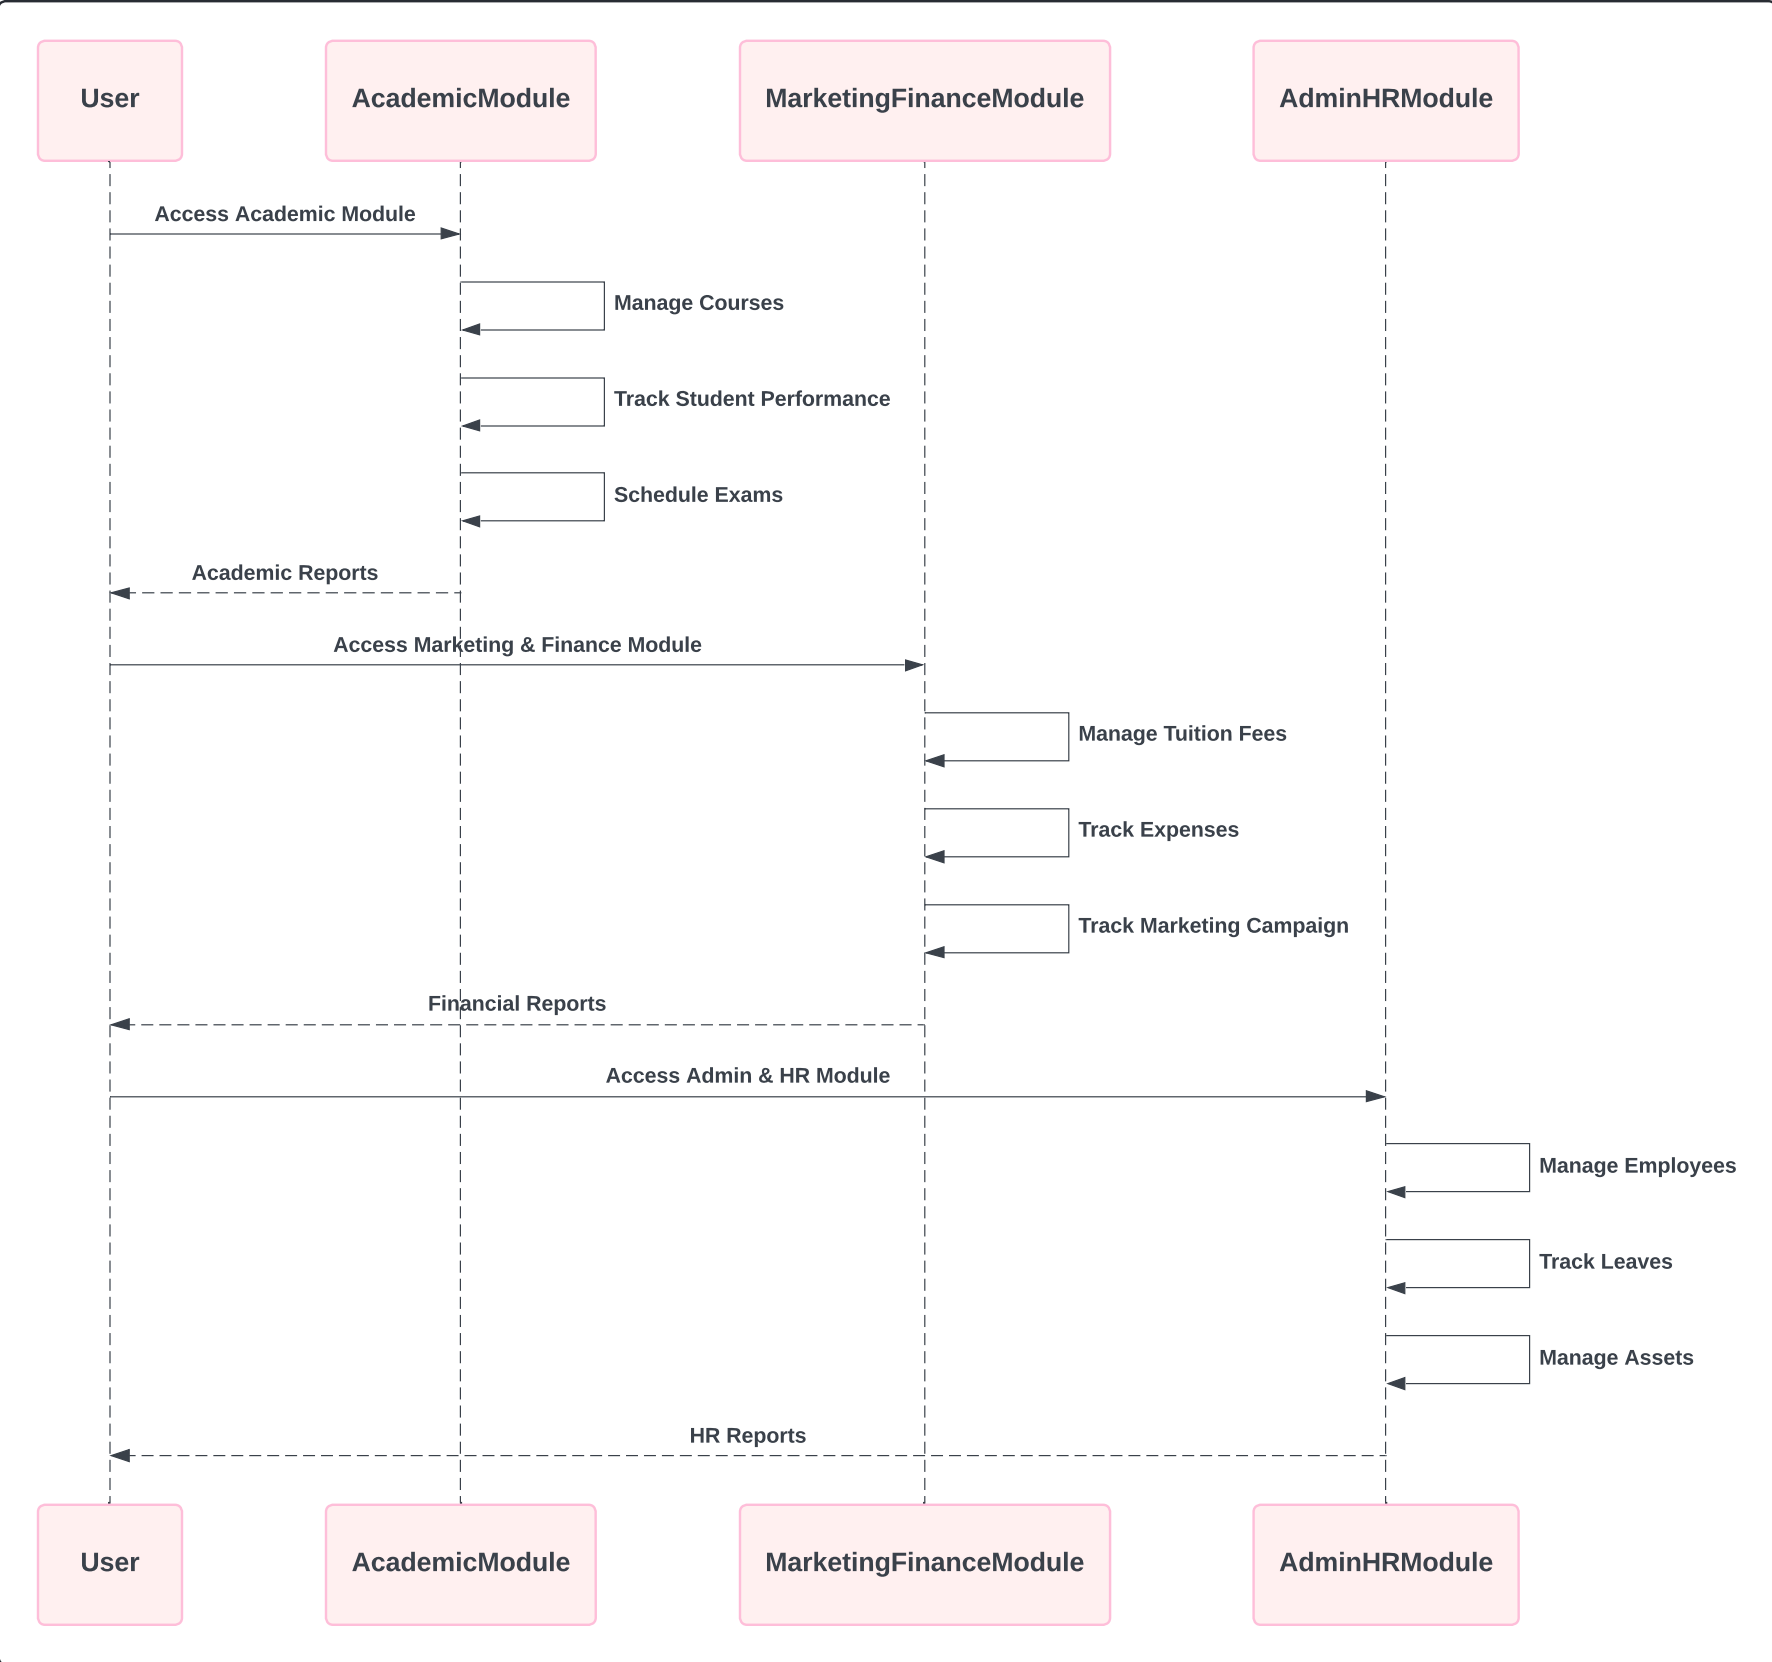 User
AcademicModule
MarketingFinanceModule
AdminHRModule
Access Academic Module
Manage Courses
Track Student Performance
Schedule Exams
Academic Reports
Access Marketing & Finance Module
Manage Tuition Fees
Track Expenses
Track Marketing Campaign
Financial Reports
Access Admin & HR Module
Manage Employees
Track Leaves
Manage Assets
HR Reports
User
AcademicModule
MarketingFinanceModule
AdminHRModule